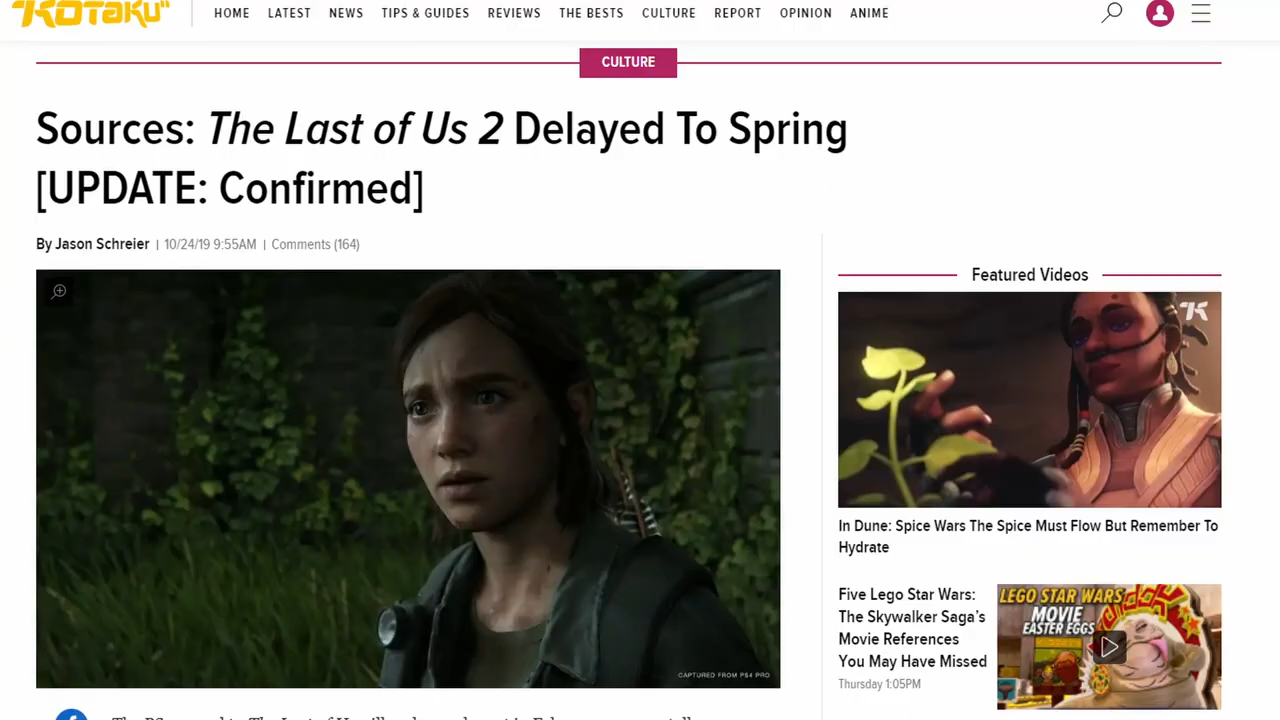 KOTAKU
HOME LATEST NEWS TIPS & GUIDES REVIEWS THE BESTS CULTURE REPORT OPINION ANIME
CULTURE
Sources: The Last of Us 2 Delayed To Spring
[UPDATE: Confirmed]
By Jason Schreier | 10/24/19 9:55AM | Comments (164)
CAPTURED FROM PS4 PRO
Featured Videos
In Dune: Spice Wars The Spice Must Flow But Remember To
Hydrate
Five Lego Star Wars:
The Skywalker Saga's
Movie References
You May Have Missed
Thursday 1:05PM
LEGO STAR WARS
MOVIE
EASTER EGGS